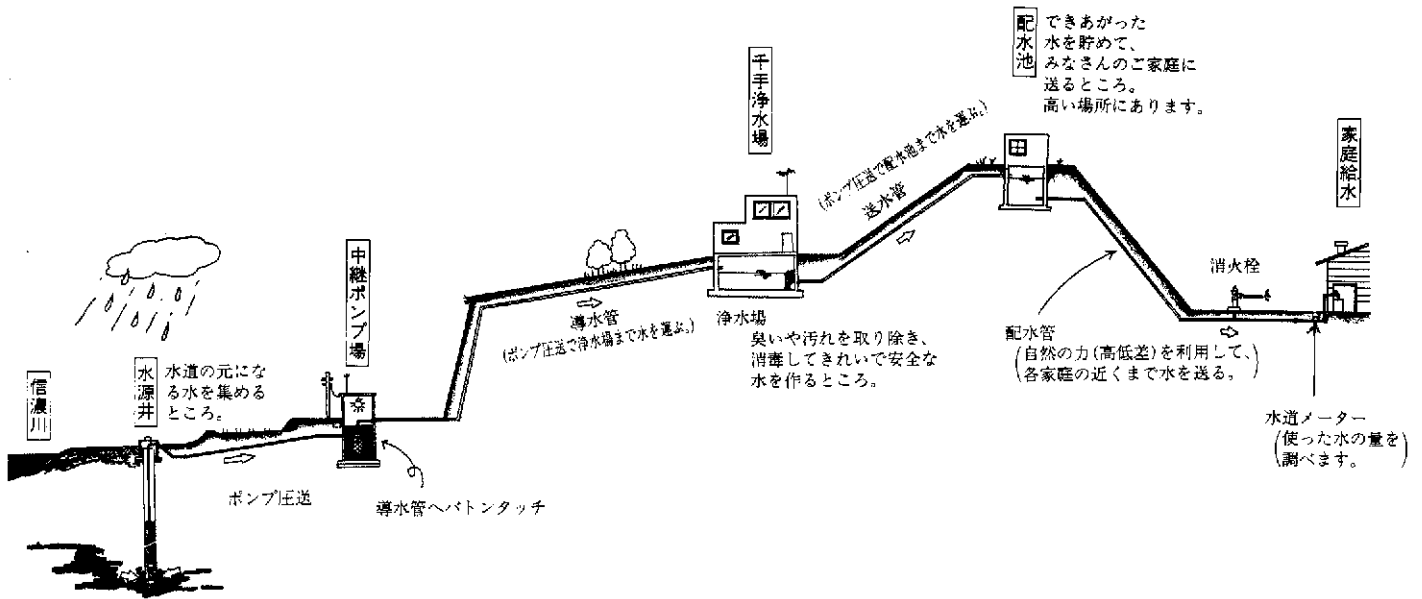 信濃川
水源井
水道の元にな
る水を集める
ところ。
ポンプ圧送
中継ポンプ場
導水管へバトンタッチ
導水管
(ポンプ圧送で浄水場まで水を運ぶ。)
千手浄水場
浄水場
臭いや汚れを取り除き、
消毒してきれいで安全な
水を作るところ。
(ポンプ圧送で配水池まで水を運ぶ。)
送水管
配水池
できあがった
水を貯めて、
みなさんのご家庭に
送るところ。
高い場所にあります。
配水管
(自然の力(高低差)を利用して、
各家庭の近くまで水を送る。)
消火栓
家庭給水
水道メーター
(使った水の量を
調べます。)